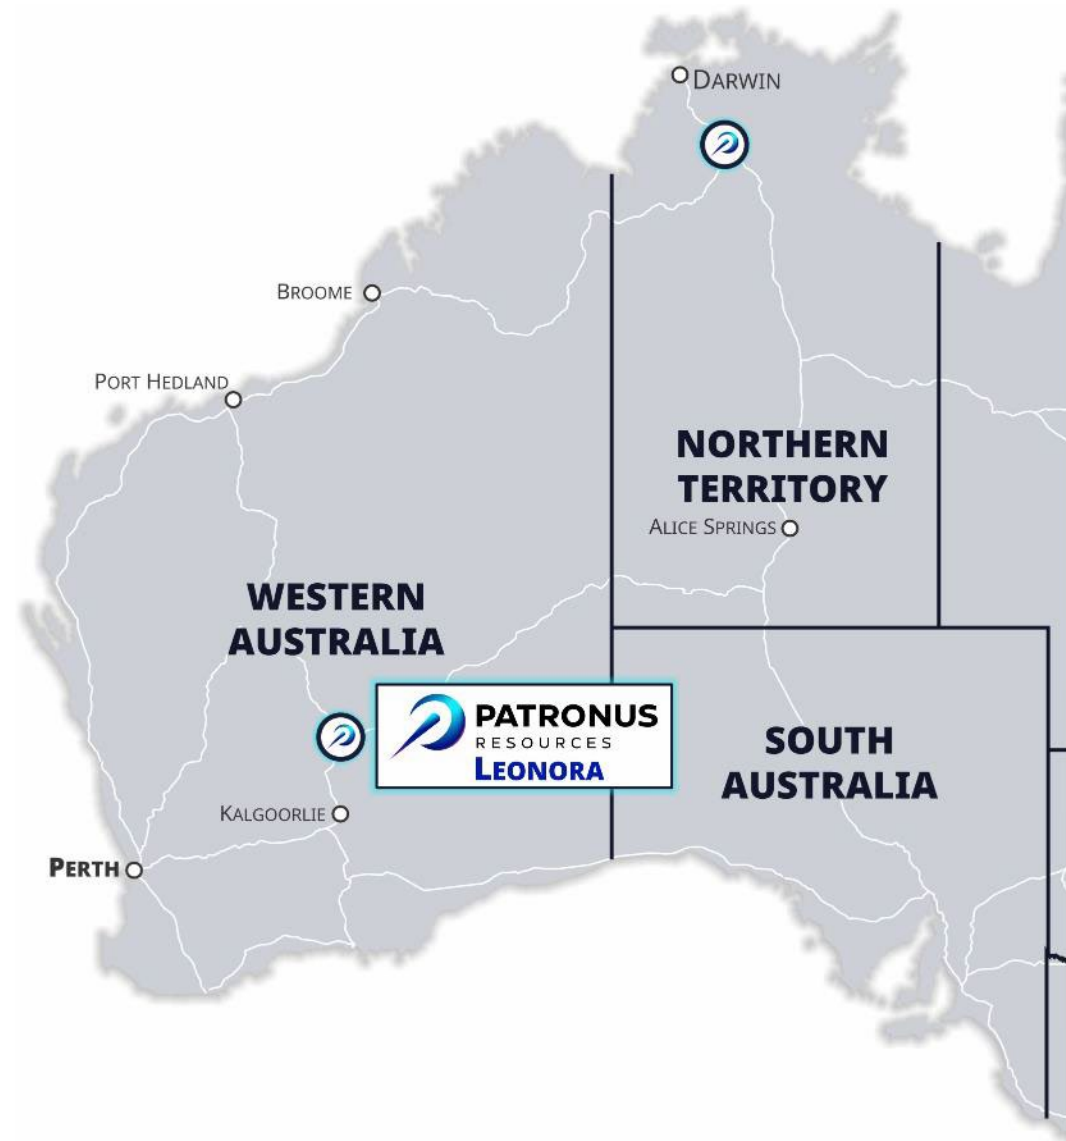 DARWIN
BROOME
PORT HEDLAND
NORTHERN
TERRITORY
ALICE SPRINGS
WESTERN
AUSTRALIA
PATRONUS
RESOURCES
LEONORA
SOUTH
AUSTRALIA
KALGOORLIE
PERTH